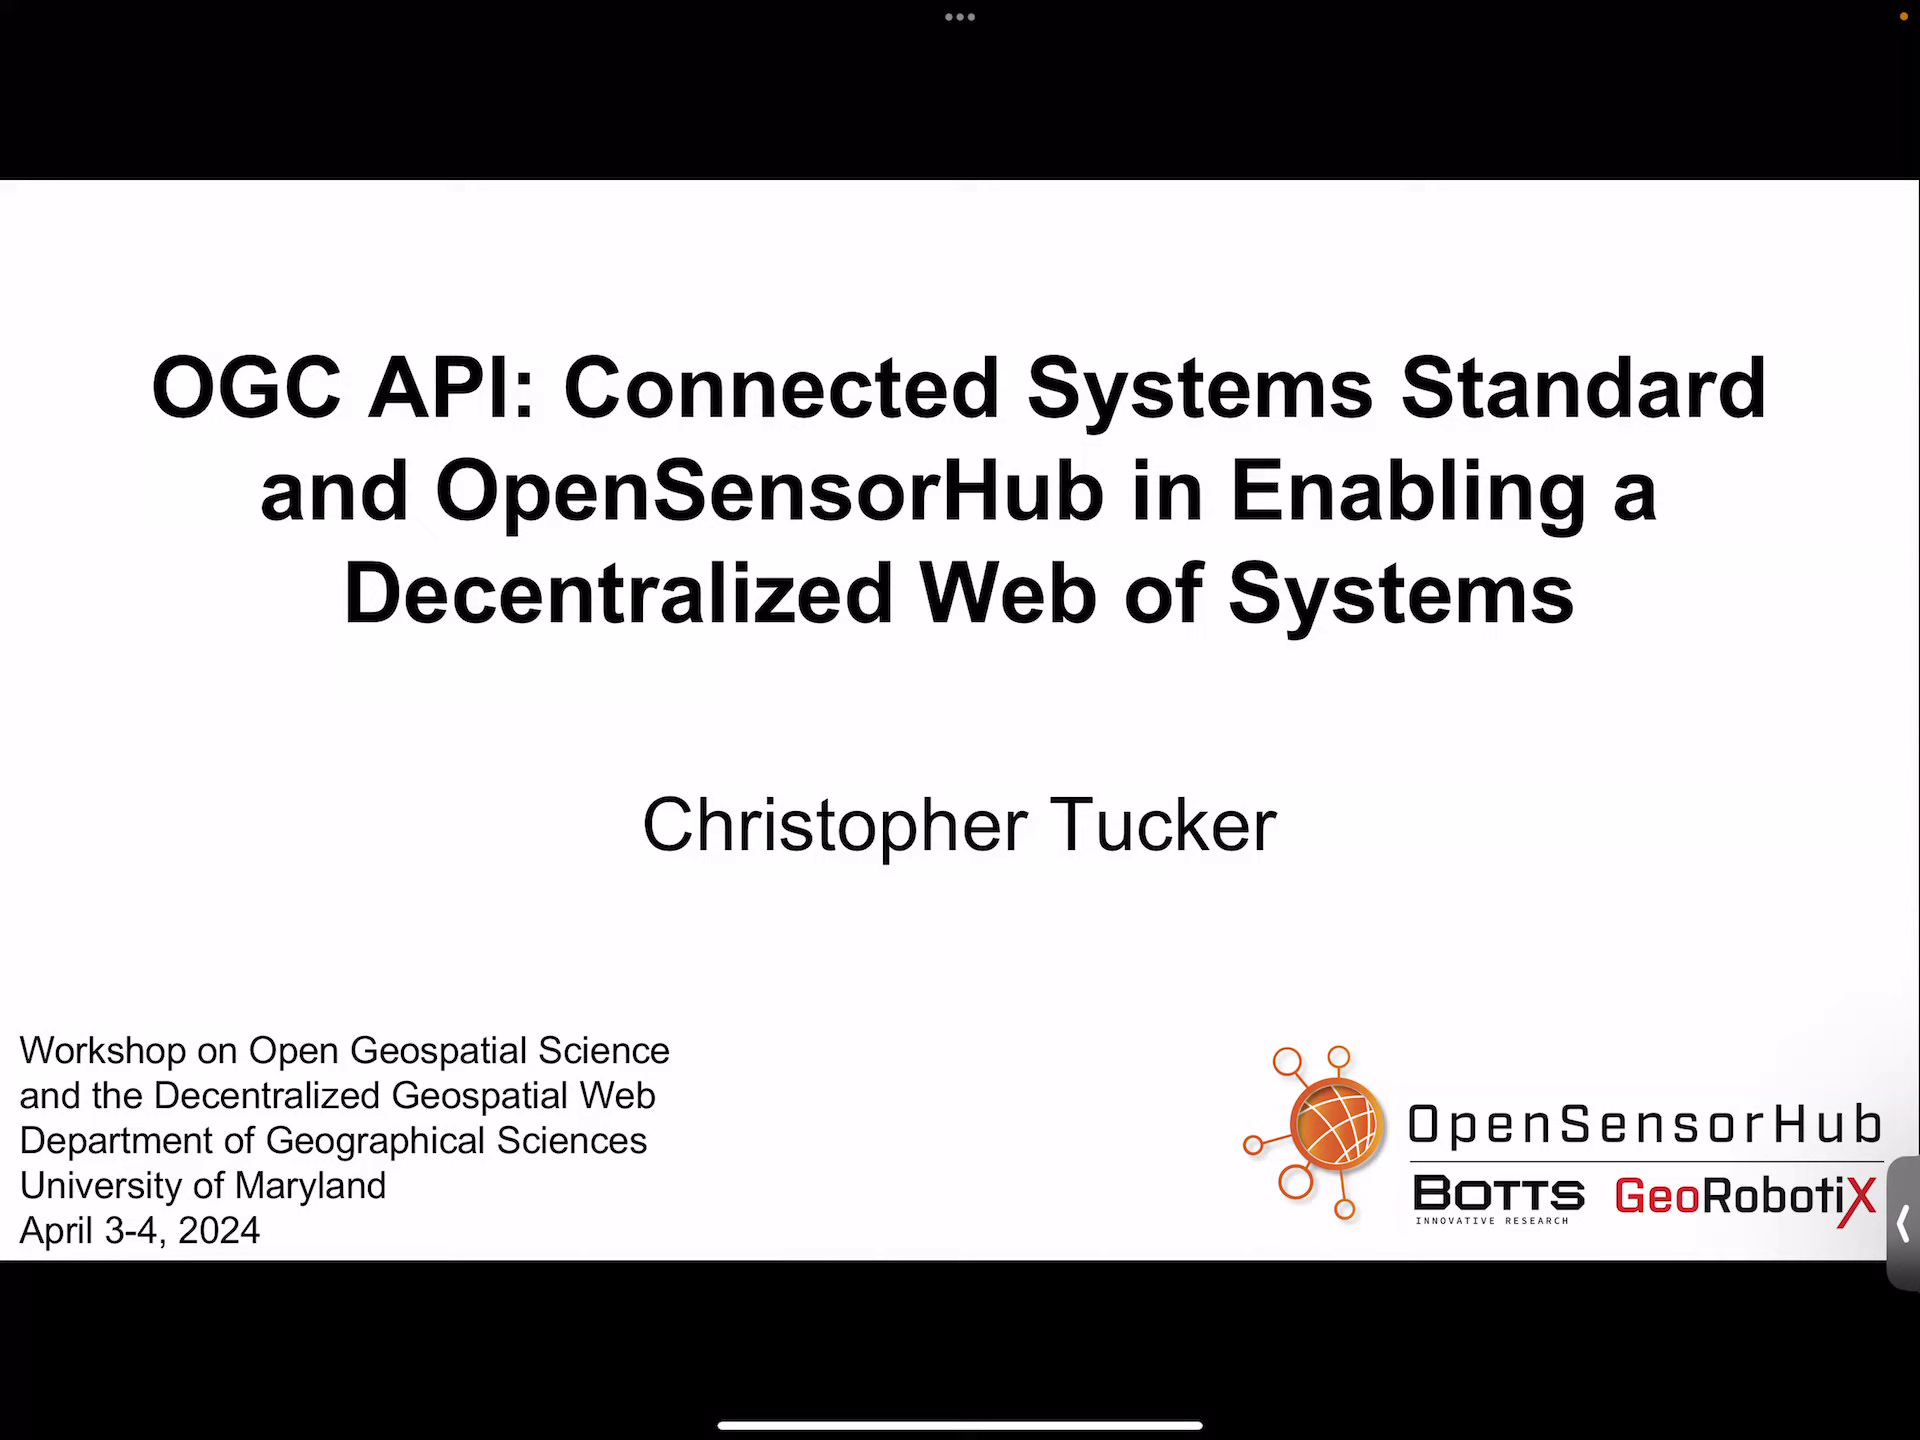 OGC API: Connected Systems Standard
and OpenSensorHub in Enabling a
Decentralized Web of Systems
Christopher Tucker
Workshop on Open Geospatial Science
and the Decentralized Geospatial Web
Department of Geographical Sciences
University of Maryland
April 3-4, 2024
OpenSensorHub
BOTTS
INNOVATIVE RESEARCH
GeoRobotiX